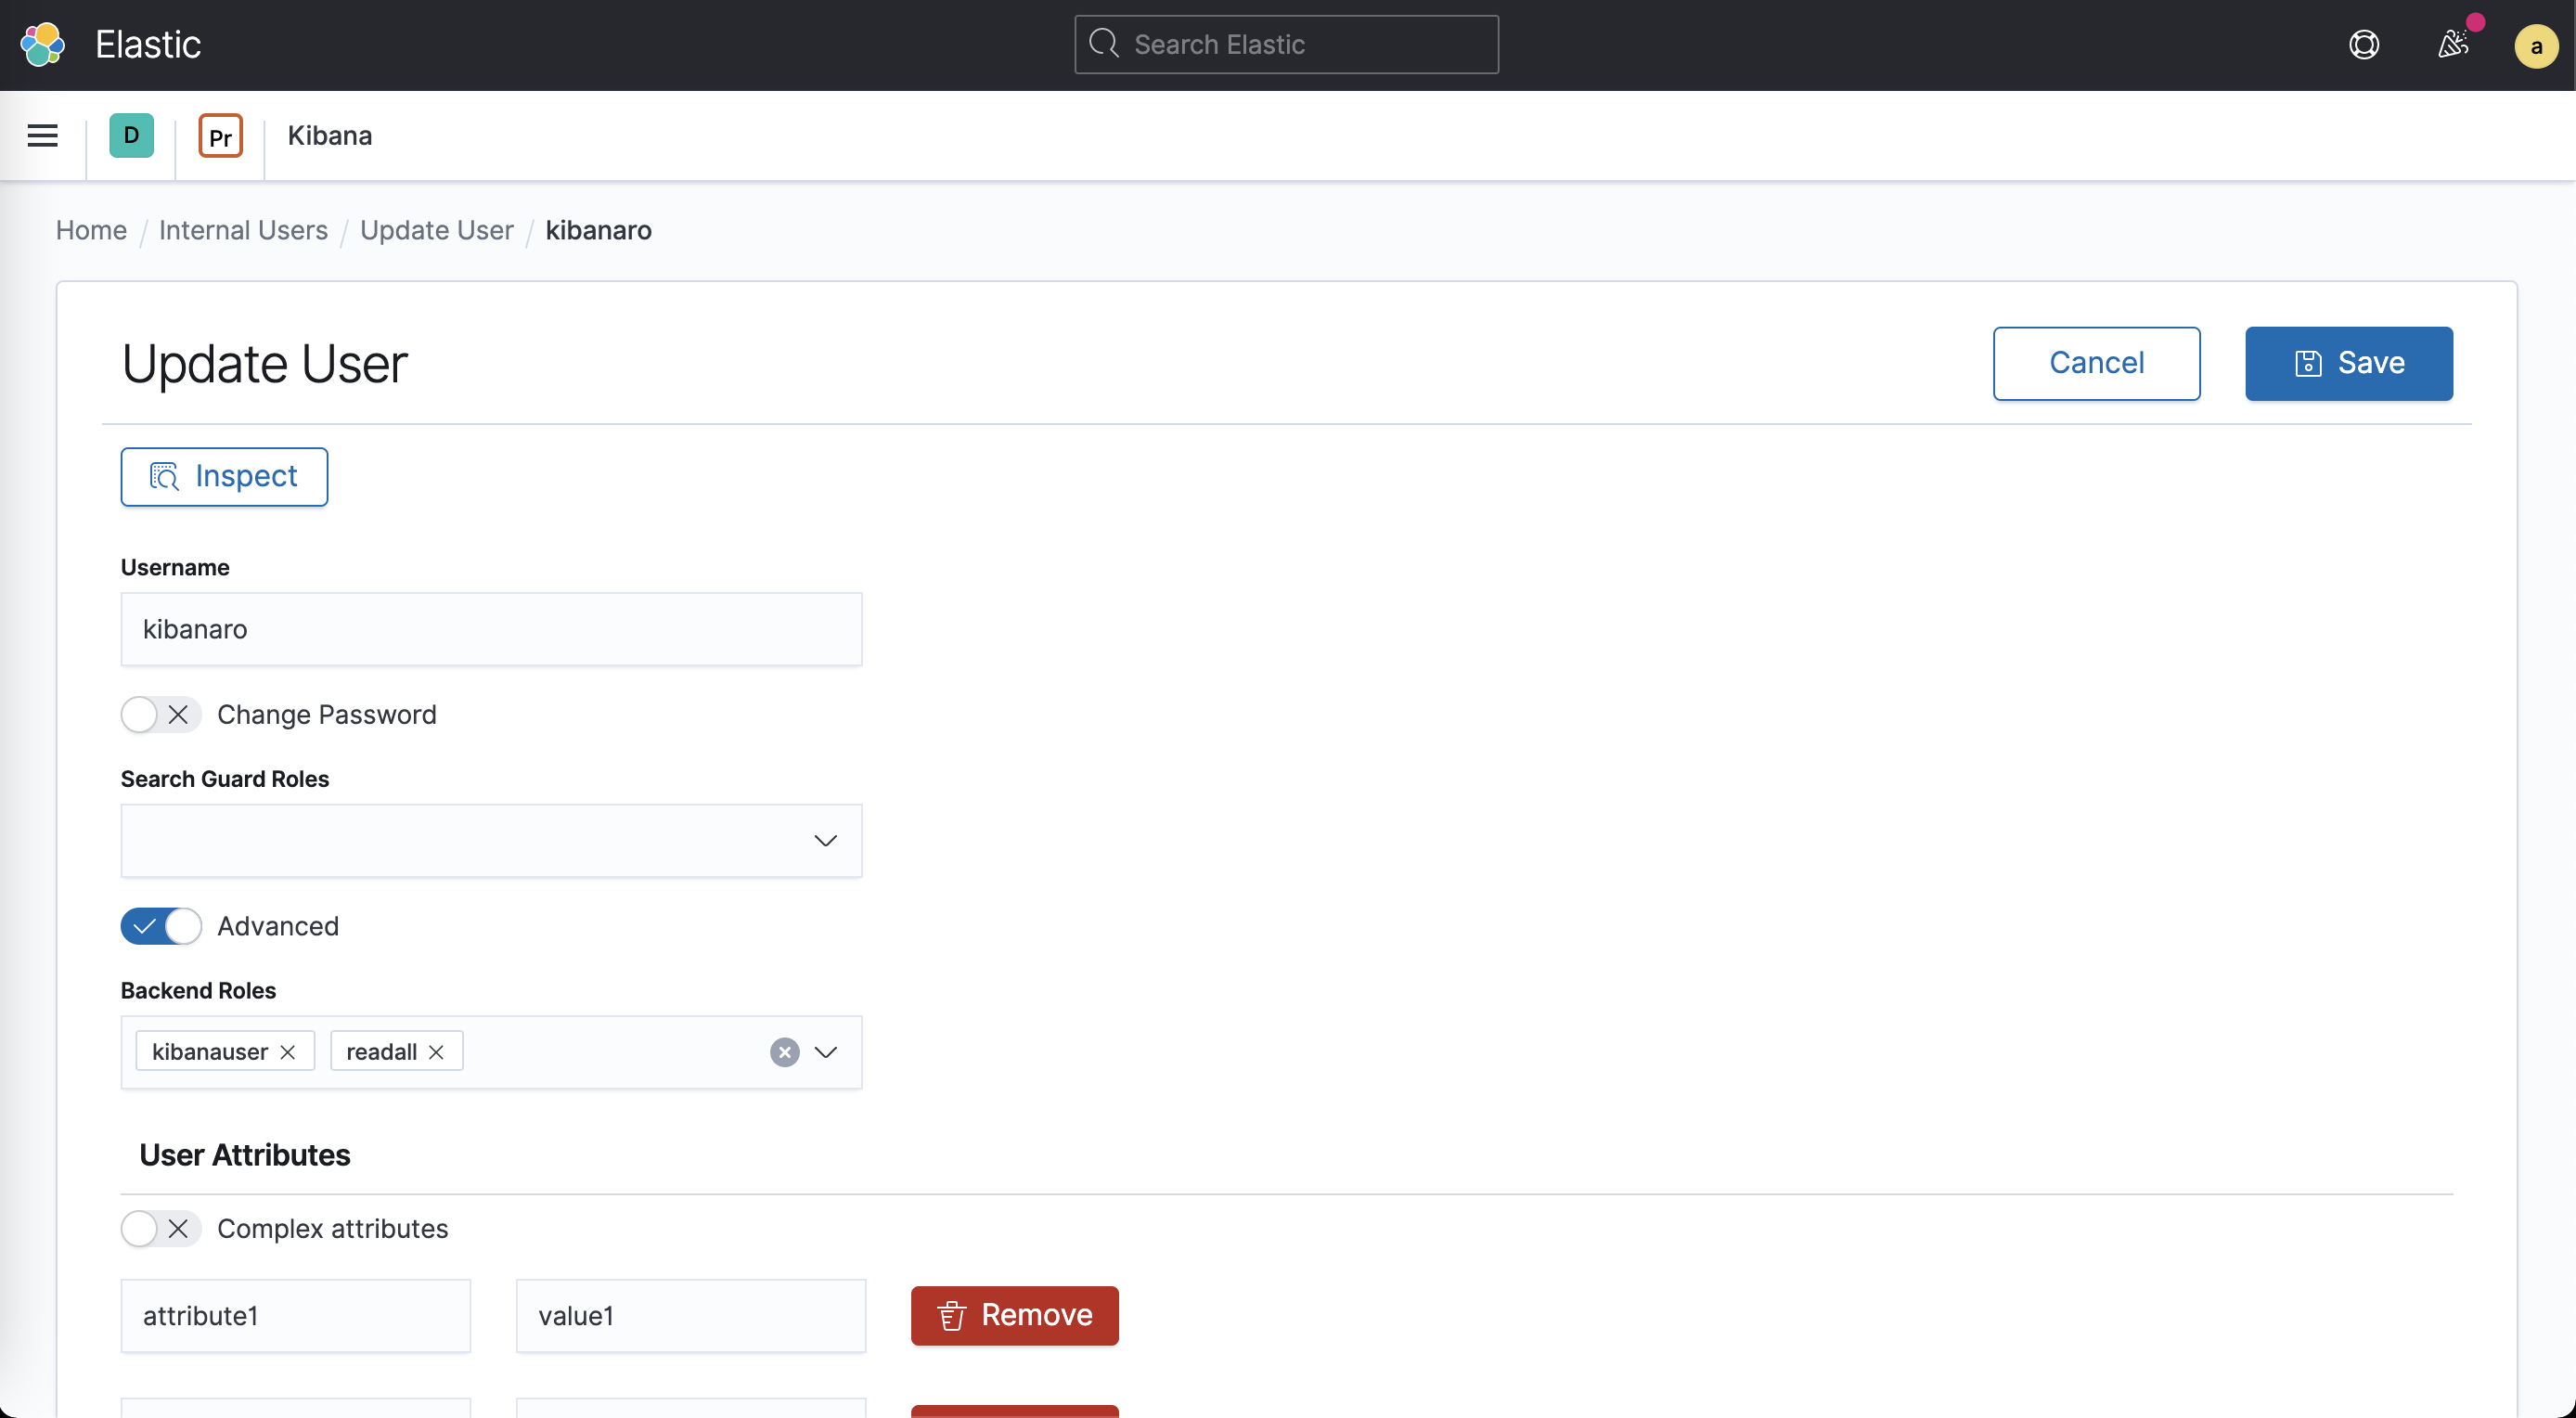 Elastic
Search Elastic
a
D
Pr
Kibana
Home / Internal Users / Update User / kibanaro
Update User
Cancel
Save
Inspect
Username
kibanaro
Change Password
Search Guard Roles
Advanced
Backend Roles
kibanauser
readall
User Attributes
Complex attributes
attribute1
value1
Remove